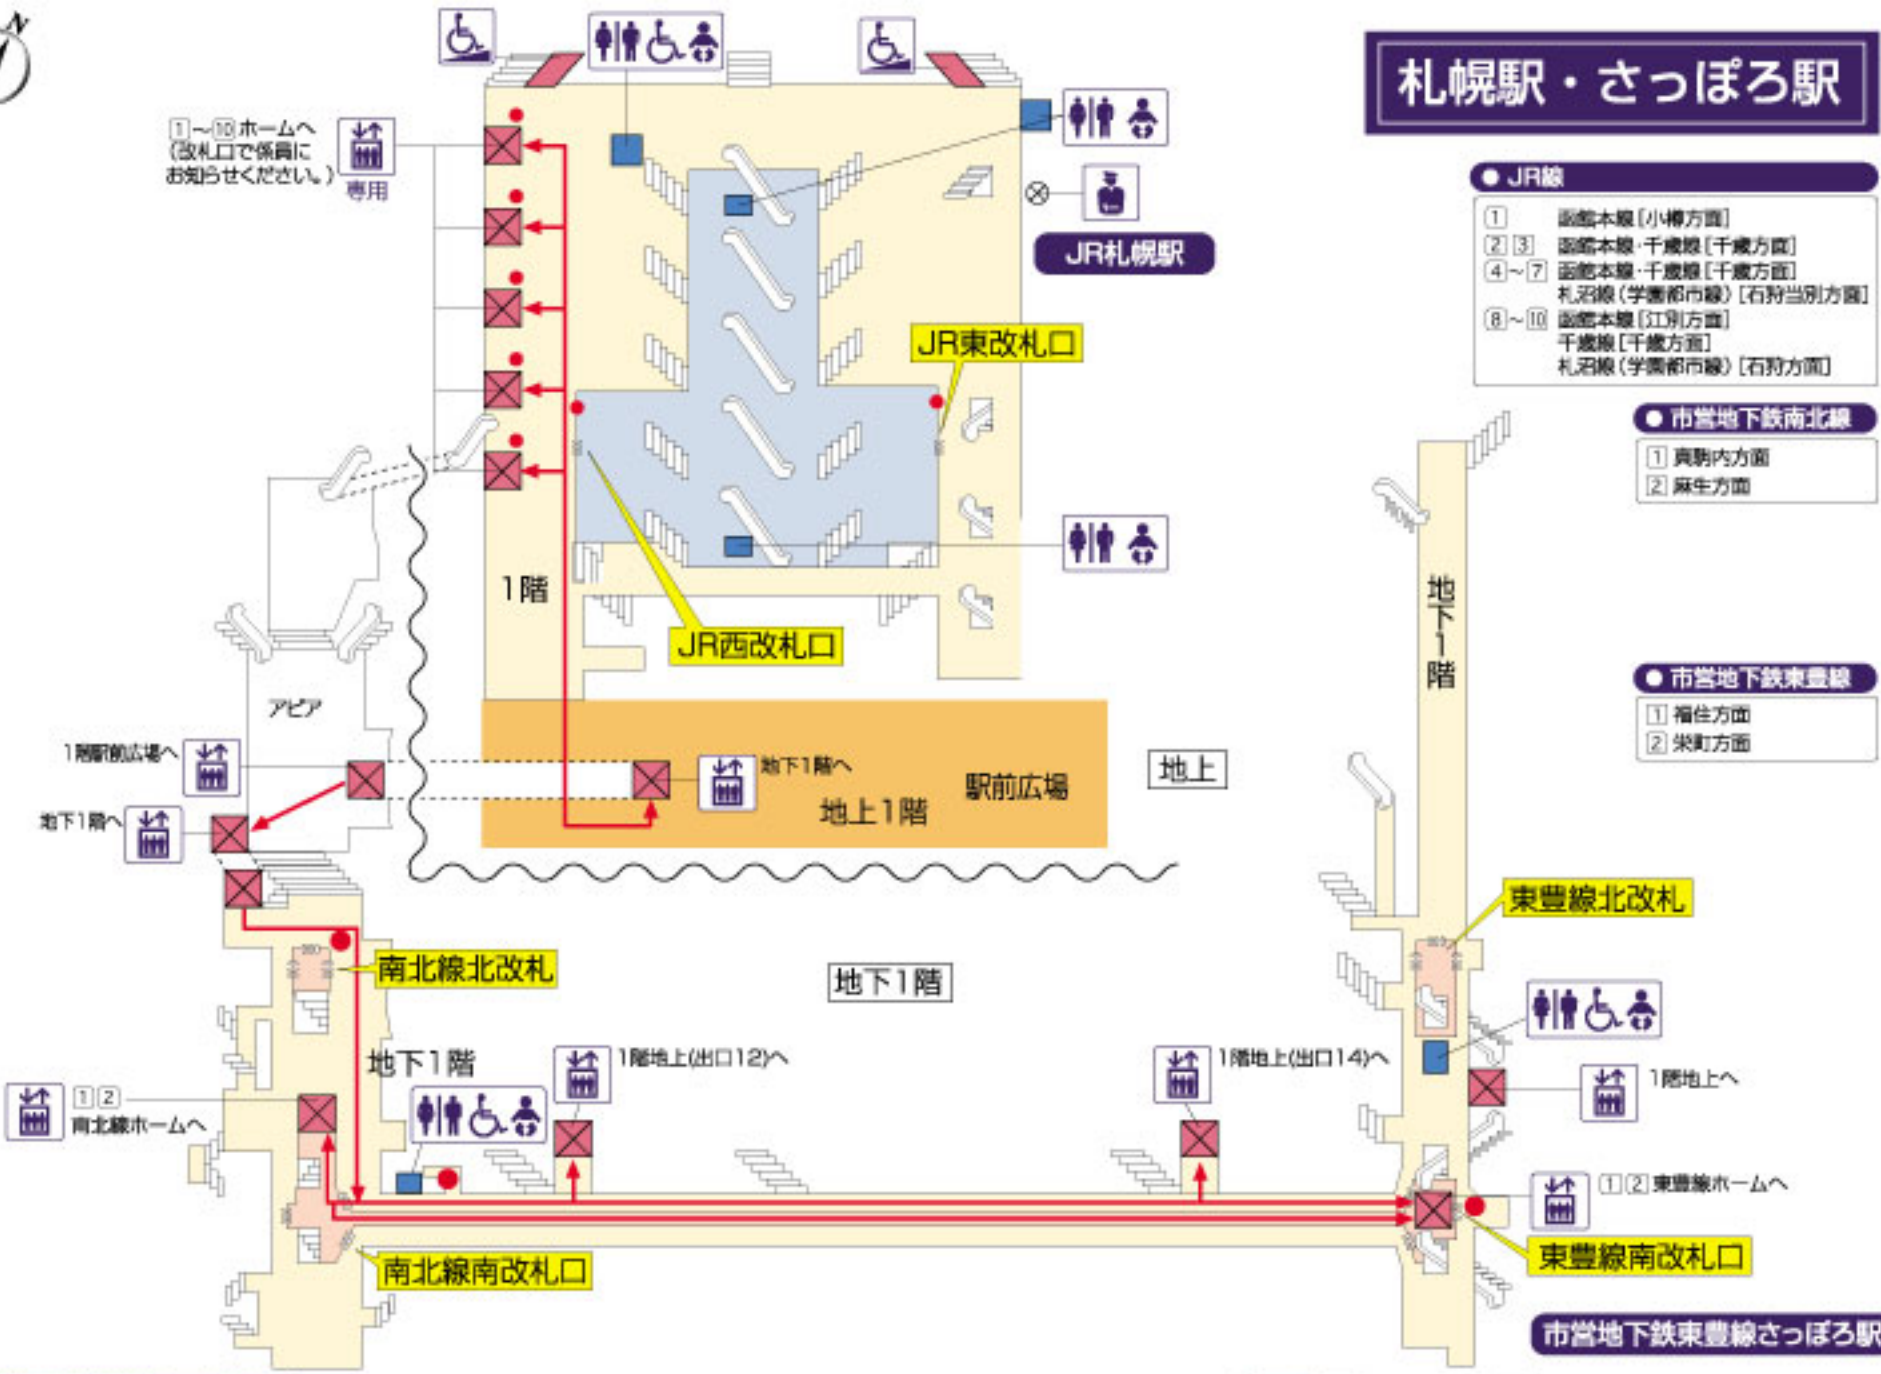 N
札幌駅・さっぽろ駅
1～10ホームへ
(改札口で係員に
お知らせください。)
専用
JR札幌駅
● JR線
1 函館本線[小樽方面]
2 3 函館本線・千歳線[千歳方面]
4～7 函館本線・千歳線[千歳方面]
札沼線(学園都市線)[石狩当別方面]
8～10 函館本線[江別方面]
千歳線[千歳方面]
札沼線(学園都市線)[石狩方面]
JR東改札口
● 市営地下鉄南北線
1 真駒内方面
2 麻生方面
1階
JR西改札口
地下1階
● 市営地下鉄東豊線
1 福住方面
2 栄町方面
アピア
1階駅前広場へ
地下1階へ
地下1階へ
駅前広場
地上1階
地上
東豊線北改札
南北線北改札
地下1階
地下1階
1階地上(出口12)へ
1階地上(出口14)へ
1階地上へ
1 2
南北線ホームへ
1 2 東豊線ホームへ
南北線南改札口
東豊線南改札口
市営地下鉄東豊線さっぽろ駅